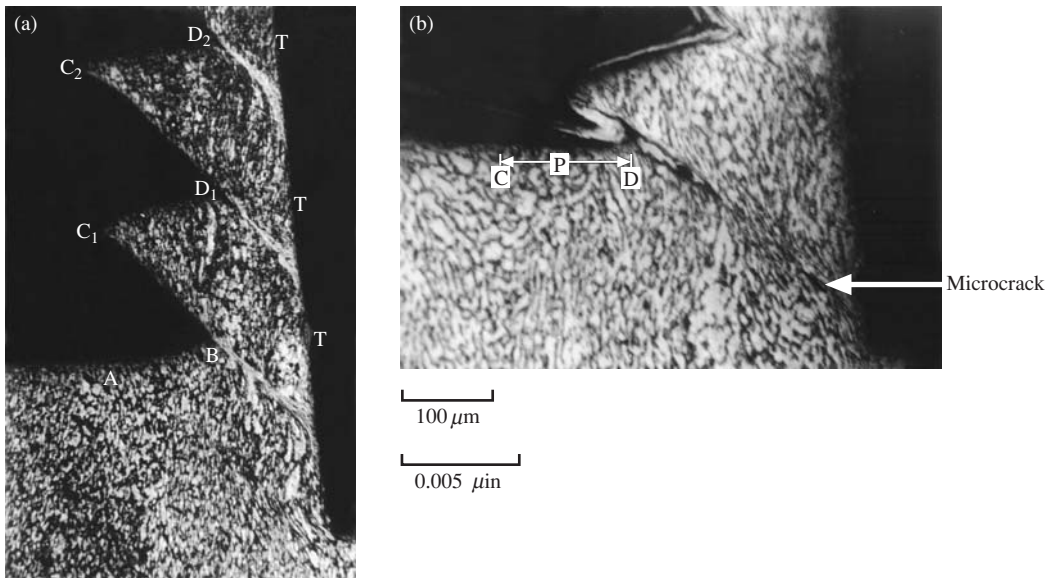 (a)
D2
T
C2
D1
T
C1
T
B
A
(b)
P
C
D
Microcrack
100 μm
0.005 μin